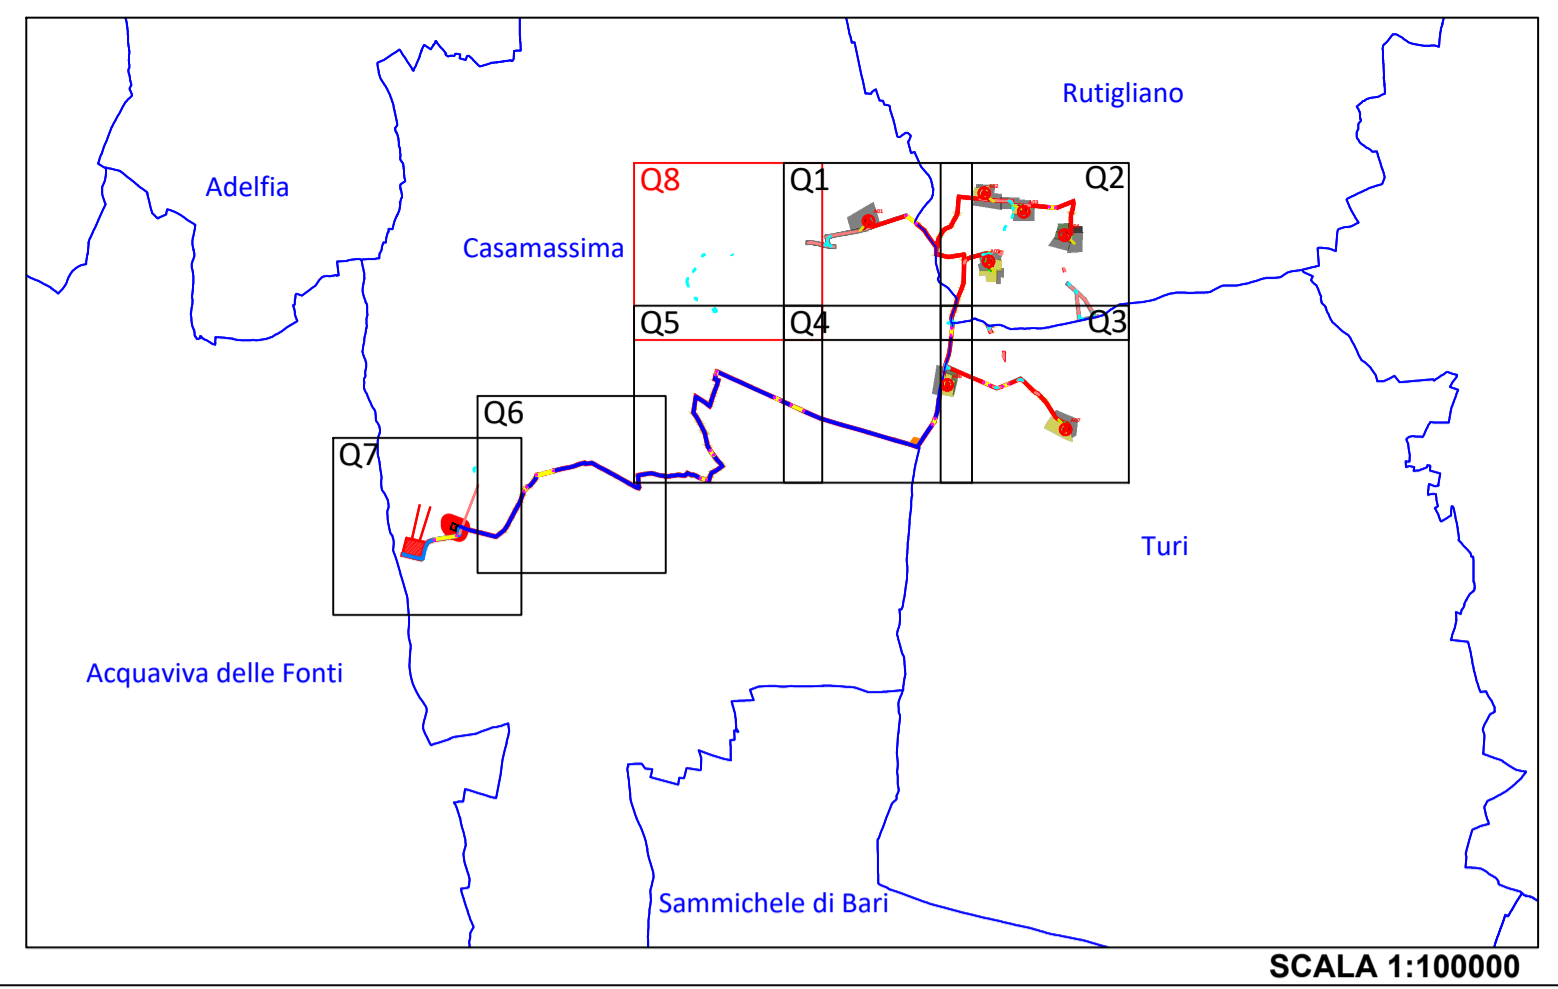 Rutigliano
Adelfia
Q8
Q1
Q2
Casamassima
Q5
Q4
Q3
Q6
Q7
Turi
Acquaviva delle Fonti
Sammichele di Bari
SCALA 1:100000